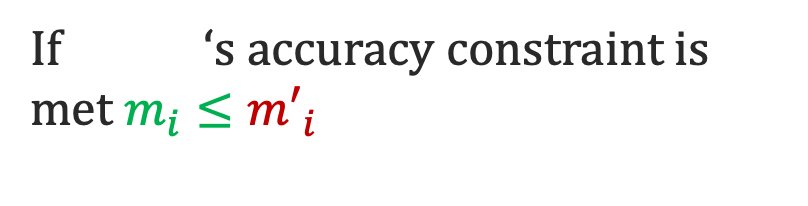 If ‘s accuracy constraint is
met mᵢ ≤ m'ᵢ